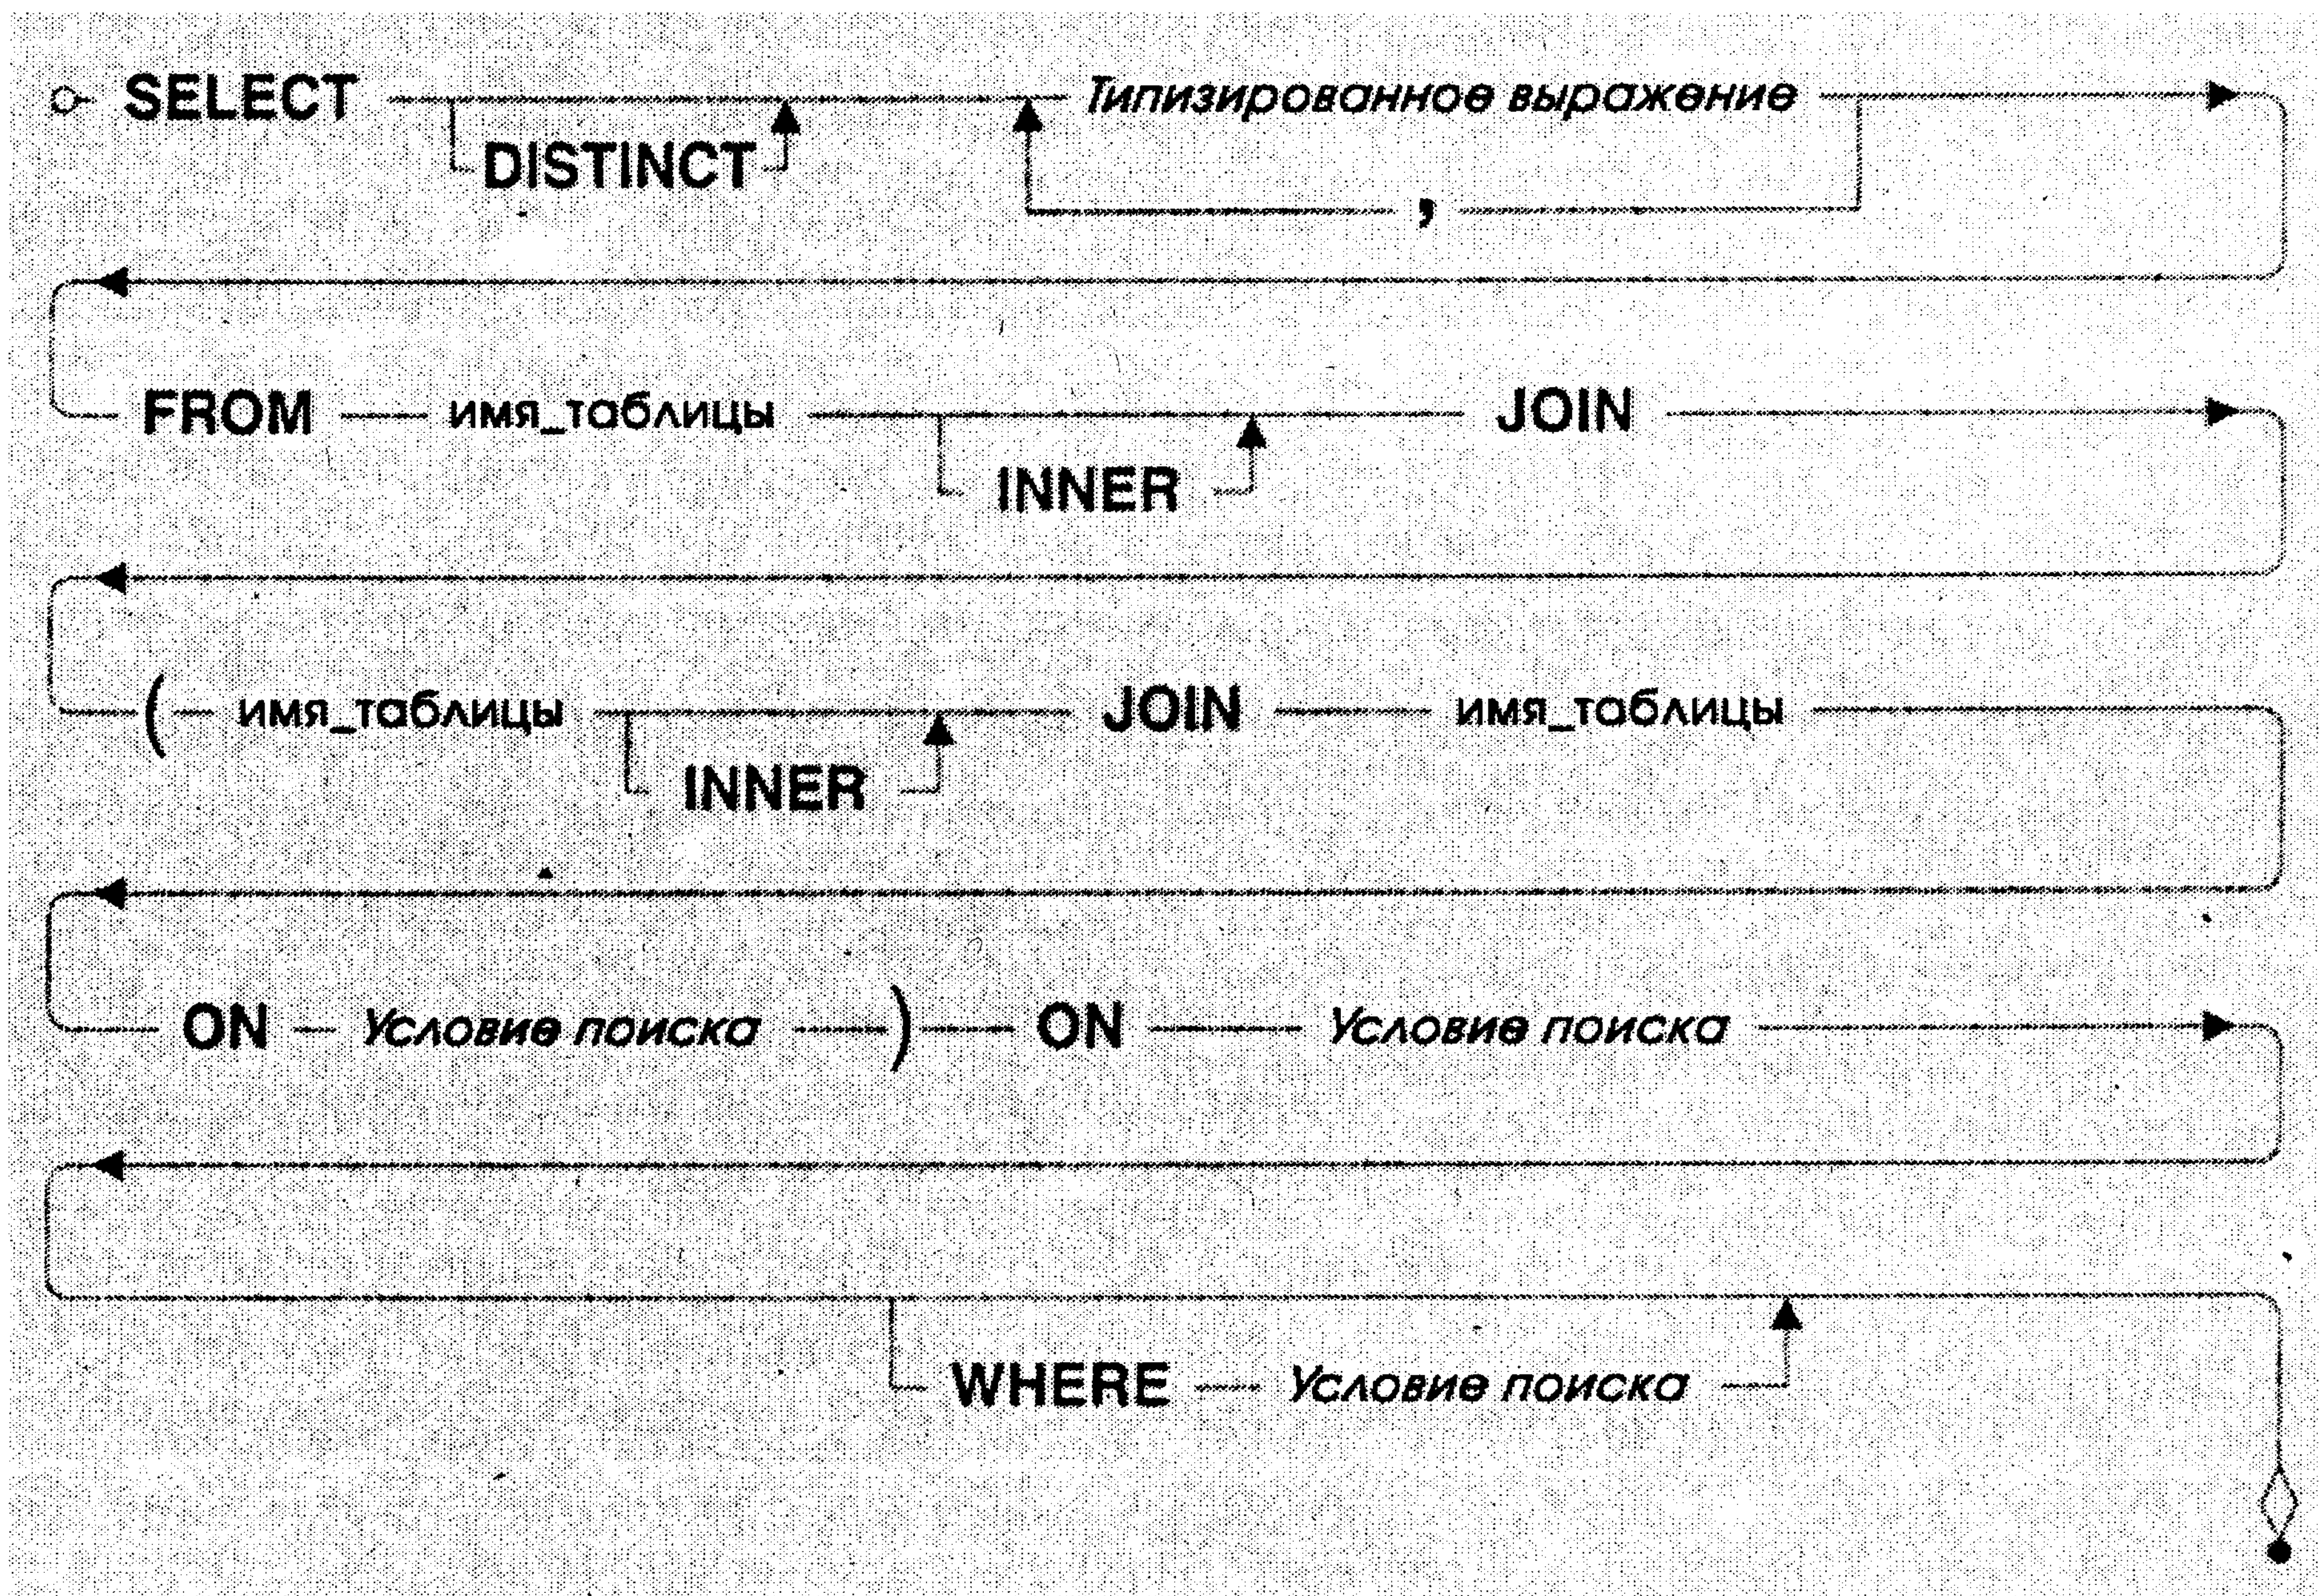 SELECT Типизированное выражение
DISTINCT
,
FROM имя_таблицы JOIN
INNER
( имя_таблицы JOIN имя_таблицы
INNER
ON Условие поиска ) ON Условие поиска
WHERE Условие поиска